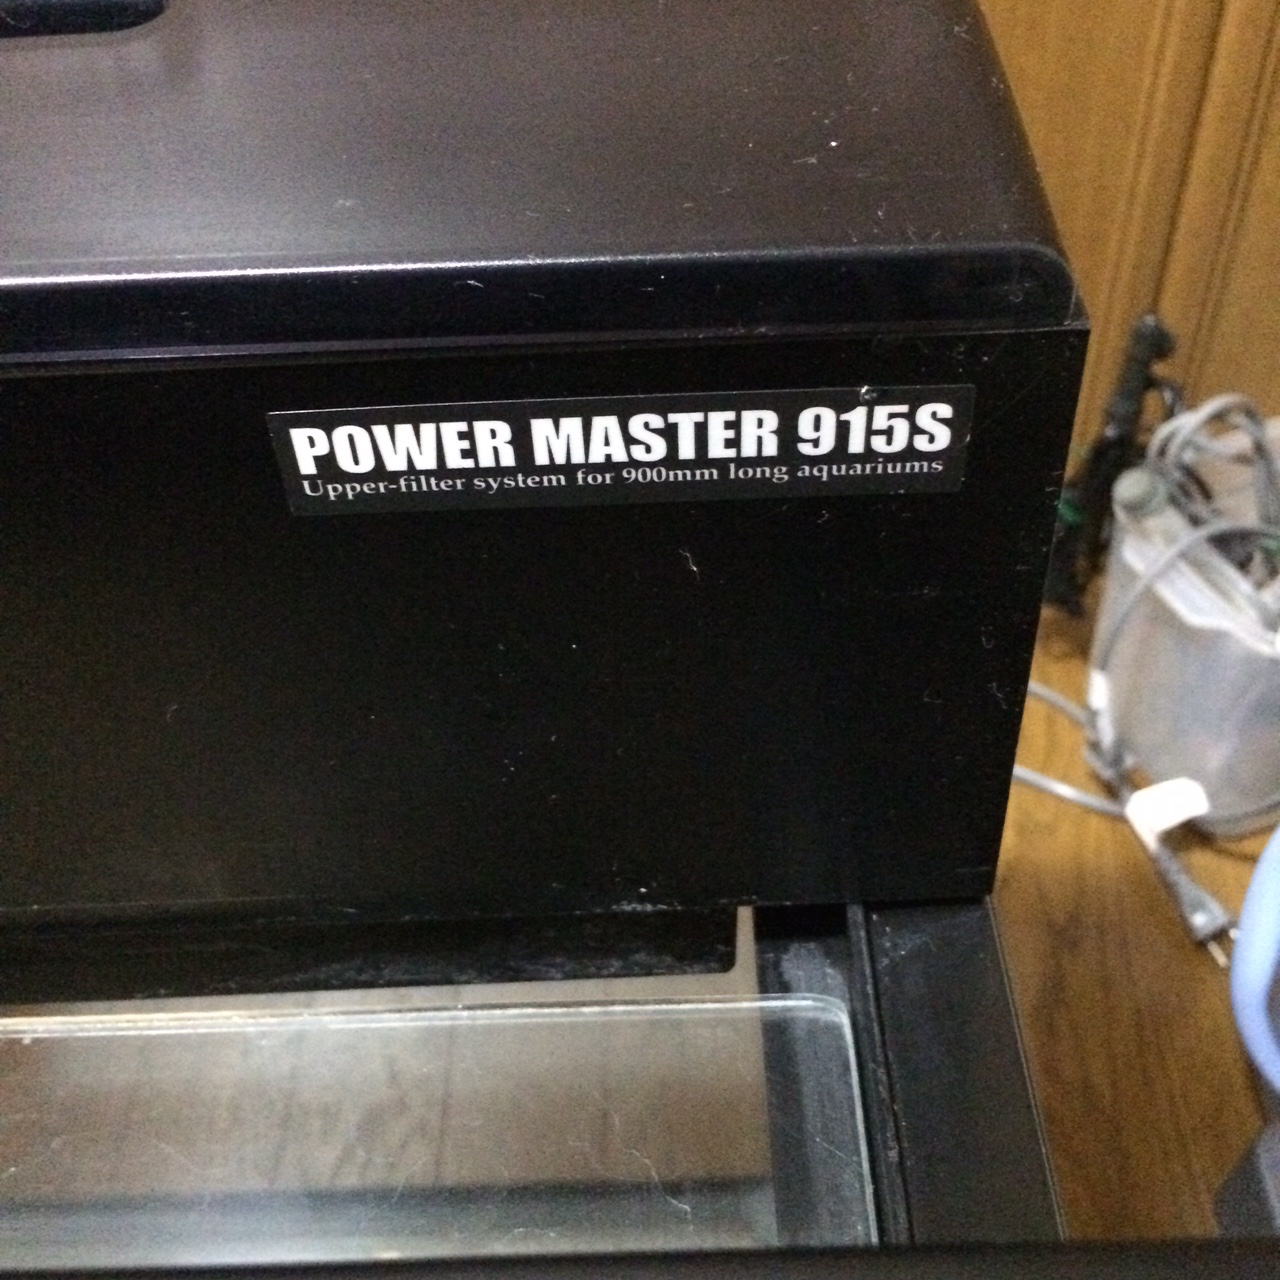 POWER MASTER 915S
Upper-filter system for 900mm long aquariums